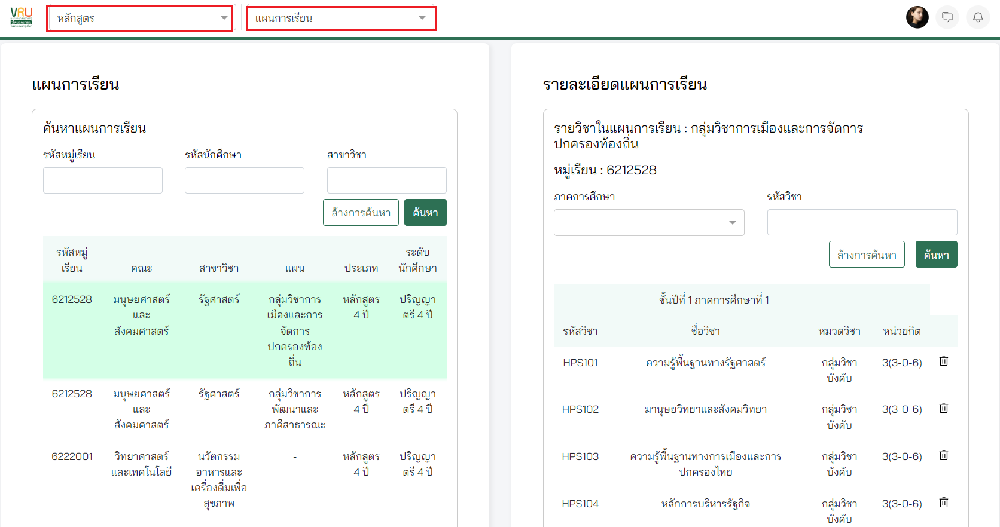 VRU
หลักสูตร
แผนการเรียน
แผนการเรียน
ค้นหาแผนการเรียน
รหัสหมู่เรียน รหัสนักศึกษา สาขาวิชา
ล้างการค้นหา ค้นหา
รหัสหมู่
เรียน คณะ สาขาวิชา แผน ประเภท ระดับ
นักศึกษา
6212528 มนุษยศาสตร์ รัฐศาสตร์ กลุ่มวิชาการ หลักสูตร ปริญญา
และ เมืองและการ 4 ปี ตรี 4 ปี
สังคมศาสตร์ จัดการ
ปกครองท้อง
ถิ่น
6212528 มนุษยศาสตร์ รัฐศาสตร์ กลุ่มวิชาการ หลักสูตร ปริญญา
และ พัฒนาและ 4 ปี ตรี 4 ปี
สังคมศาสตร์ ภาคีสาธารณะ
6222001 วิทยาศาสตร์ นวัตกรรม - หลักสูตร ปริญญา
และเทคโนโลยี อาหารและ 4 ปี ตรี 4 ปี
เครื่องดื่มเพื่อ
สุขภาพ
รายละเอียดแผนการเรียน
รายวิชาในแผนการเรียน : กลุ่มวิชาการเมืองและการจัดการ
ปกครองท้องถิ่น
หมู่เรียน : 6212528
ภาคการศึกษา รหัสวิชา
ล้างการค้นหา ค้นหา
ชั้นปีที่ 1 ภาคการศึกษาที่ 1
รหัสวิชา ชื่อวิชา หมวดวิชา หน่วยกิต
HPS101 ความรู้พื้นฐานทางรัฐศาสตร์ กลุ่มวิชา 3(3-0-6)
บังคับ
HPS102 มานุษยวิทยาและสังคมวิทยา กลุ่มวิชา 3(3-0-6)
บังคับ
HPS103 ความรู้พื้นฐานทางการเมืองและการ กลุ่มวิชา 3(3-0-6)
ปกครองไทย บังคับ
HPS104 หลักการบริหารรัฐกิจ กลุ่มวิชา 3(3-0-6)
บังคับ